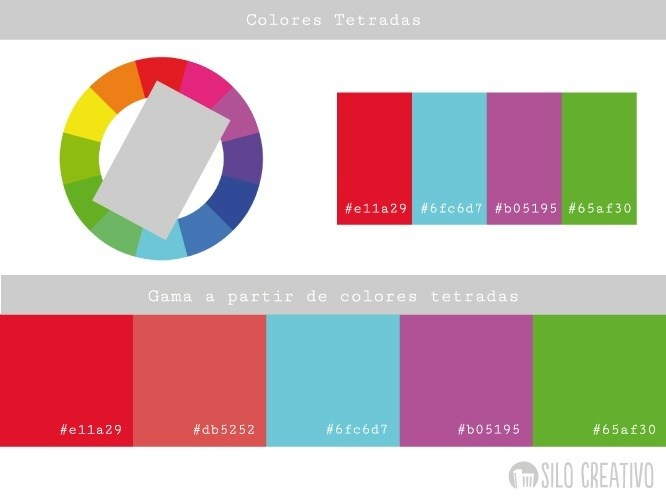 Colores Tetradas
#e11a29 #6fc6d7 #b05195 #65af30
Gama a partir de colores tetradas
#e11a29 #db5252 #6fc6d7 #b05195 #65af30
SILO CREATIVO